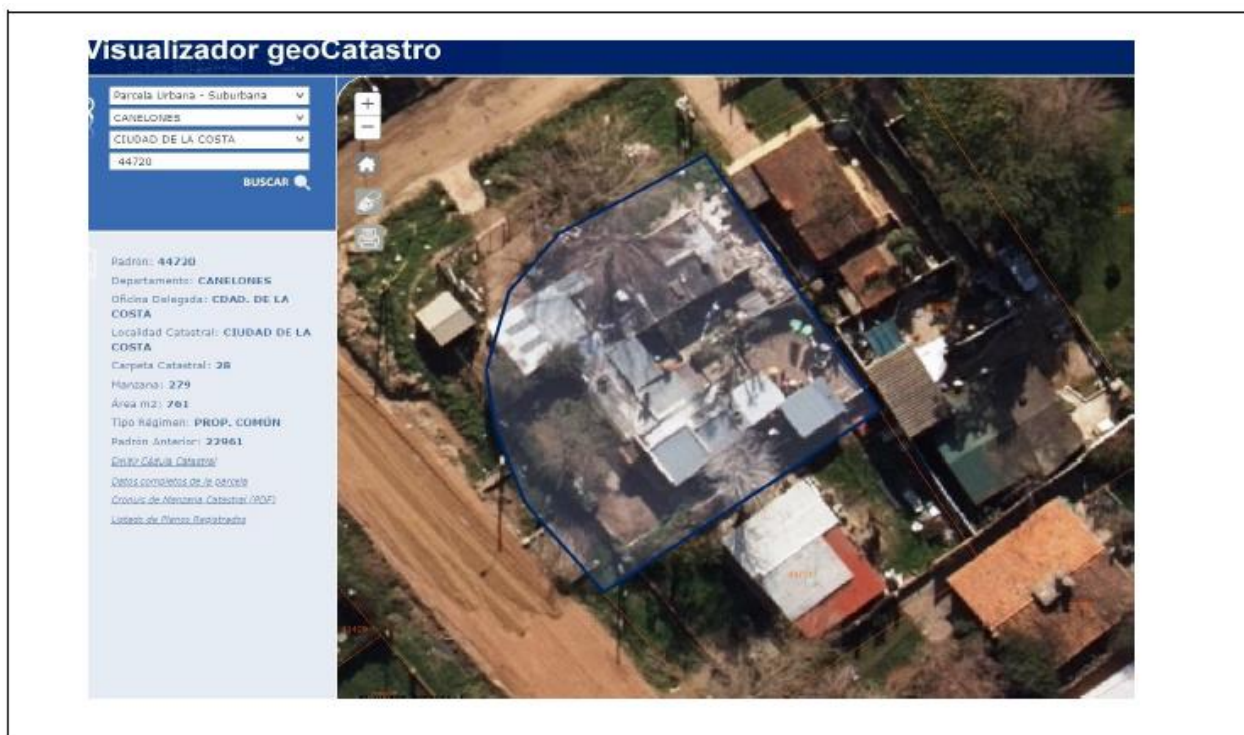 Visualizador geoCatastro
Parcela Urbana - Suburbana
CANELONES
CIUDAD DE LA COSTA
44720
BUSCAR
Padrón: 44720
Departamento: CANELONES
Oficina Delegada: CDAD. DE LA
COSTA
Localidad Catastral: CIUDAD DE LA
COSTA
Carpeta Catastral: 28
Manzana: 279
Área m2: 761
Tipo Régimen: PROP. COMÚN
Padrón Anterior: 22961
Emitir Cédula Catastral
Datos completos de la parcela
Croquis de Manzana Catastral (PDF)
Listado de Planos Registrados